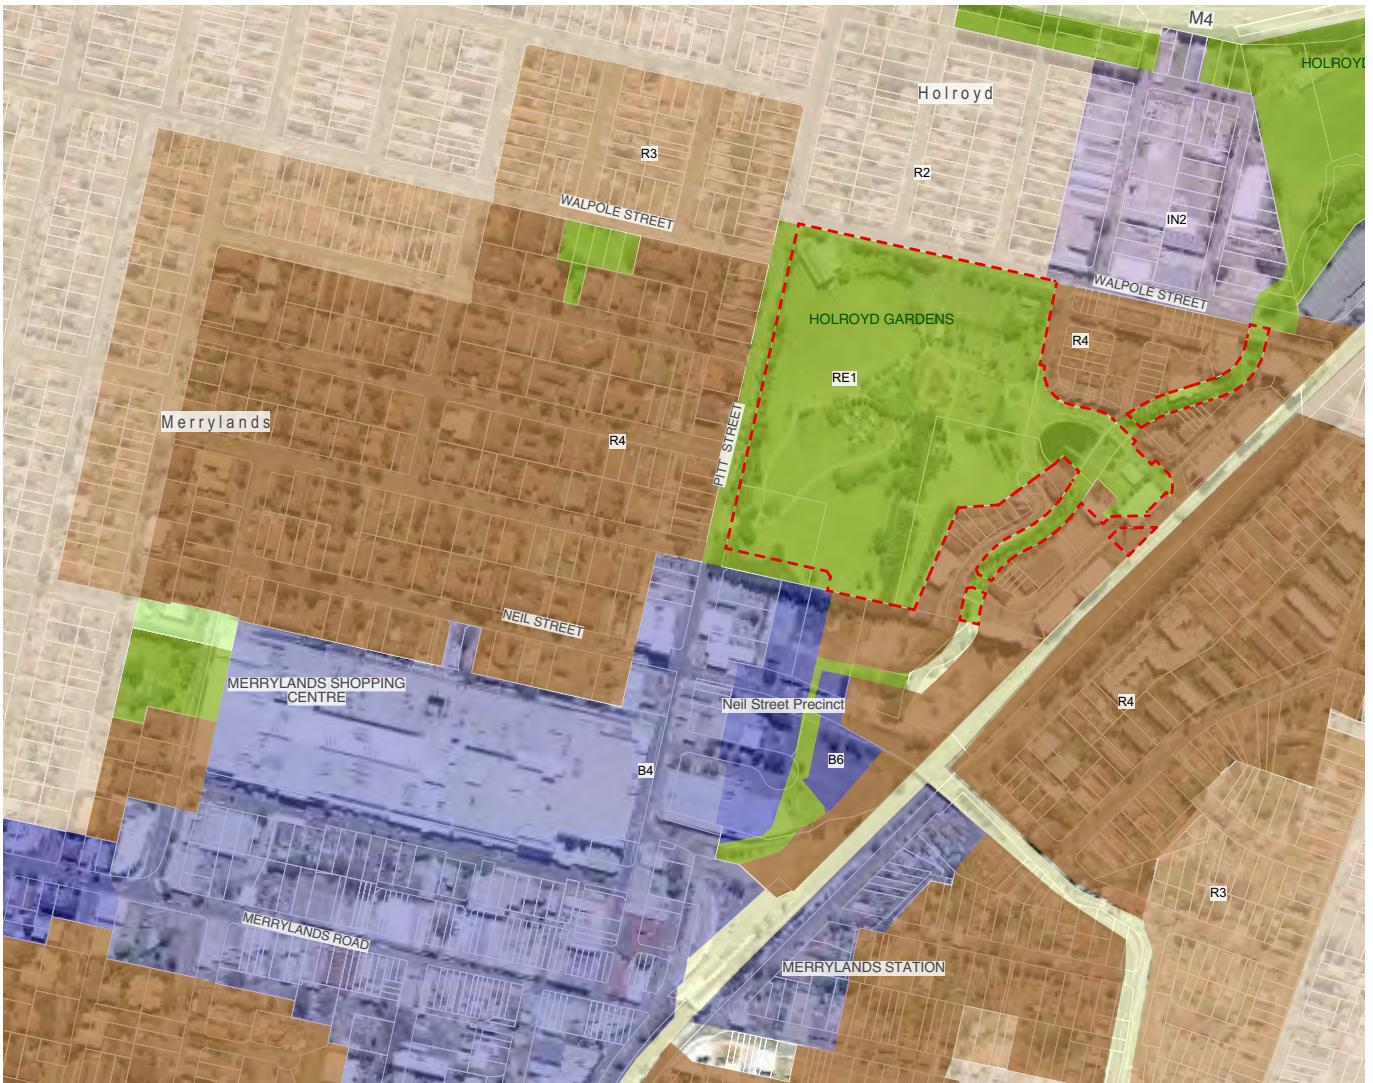 M4
HOLROYD
Holroyd
R3
R2
WALPOLE STREET
IN2
WALPOLE STREET
HOLROYD GARDENS
R4
RE1
Merrylands
R4
PITT STREET
NEIL STREET
MERRYLANDS SHOPPING
CENTRE
Neil Street Precinct
R4
B4
B6
R3
MERRYLANDS ROAD
MERRYLANDS STATION